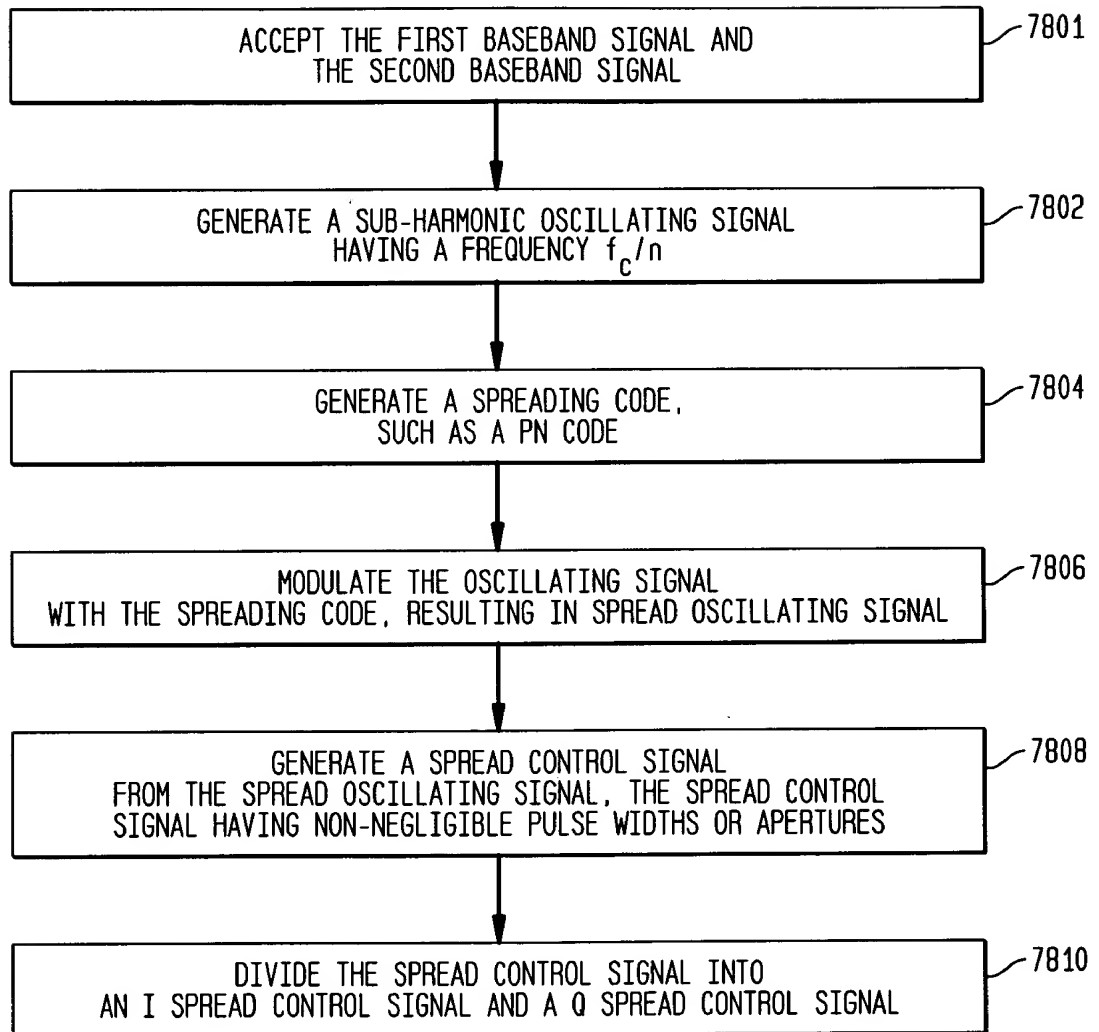 ACCEPT THE FIRST BASEBAND SIGNAL AND
THE SECOND BASEBAND SIGNAL
7801
GENERATE A SUB-HARMONIC OSCILLATING SIGNAL
HAVING A FREQUENCY f_c/n
7802
GENERATE A SPREADING CODE,
SUCH AS A PN CODE
7804
MODULATE THE OSCILLATING SIGNAL
WITH THE SPREADING CODE, RESULTING IN SPREAD OSCILLATING SIGNAL
7806
GENERATE A SPREAD CONTROL SIGNAL
FROM THE SPREAD OSCILLATING SIGNAL, THE SPREAD CONTROL
SIGNAL HAVING NON-NEGLIGIBLE PULSE WIDTHS OR APERTURES
7808
DIVIDE THE SPREAD CONTROL SIGNAL INTO
AN I SPREAD CONTROL SIGNAL AND A Q SPREAD CONTROL SIGNAL
7810